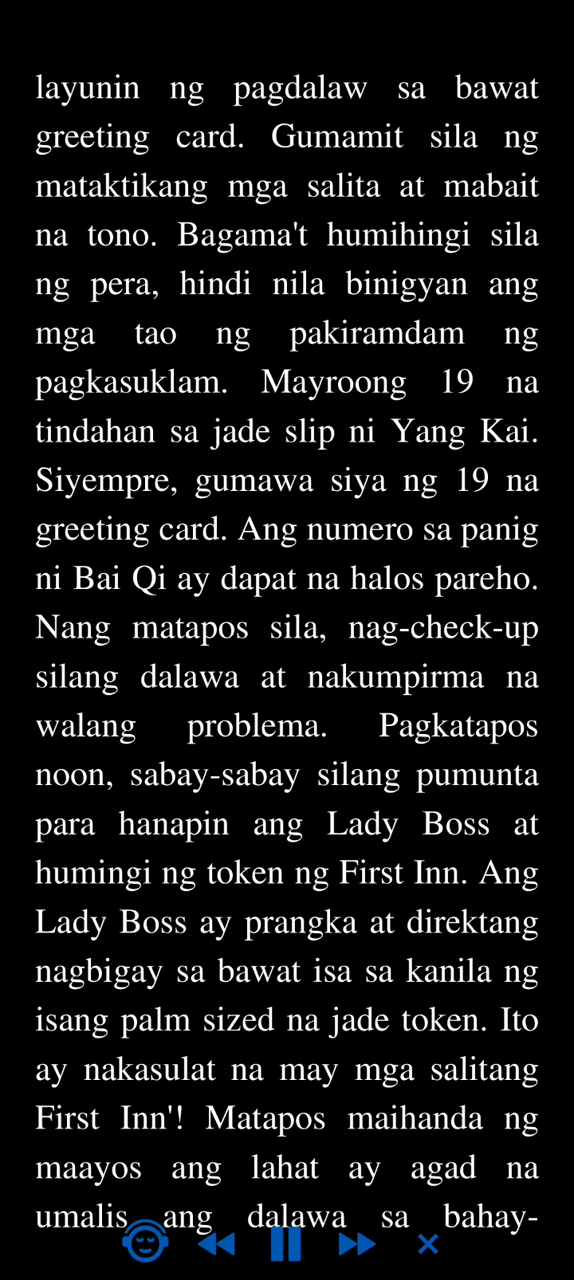 layunin ng pagdalaw sa bawat
greeting card. Gumamit sila ng
mataktikang mga salita at mabait
na tono. Bagama't humihingi sila
ng pera, hindi nila binigyan ang
mga tao ng pakiramdam ng
pagkasuklam. Mayroong 19 na
tindahan sa jade slip ni Yang Kai.
Siyempre, gumawa siya ng 19 na
greeting card. Ang numero sa panig
ni Bai Qi ay dapat na halos pareho.
Nang matapos sila, nag-check-up
silang dalawa at nakumpirma na
walang problema. Pagkatapos
noon, sabay-sabay silang pumunta
para hanapin ang Lady Boss at
humingi ng token ng First Inn. Ang
Lady Boss ay prangka at direktang
nagbigay sa bawat isa sa kanila ng
isang palm sized na jade token. Ito
ay nakasulat na may mga salitang
First Inn'! Matapos maihanda ng
maayos ang lahat ay agad na
umalis ang dalawa sa bahay-